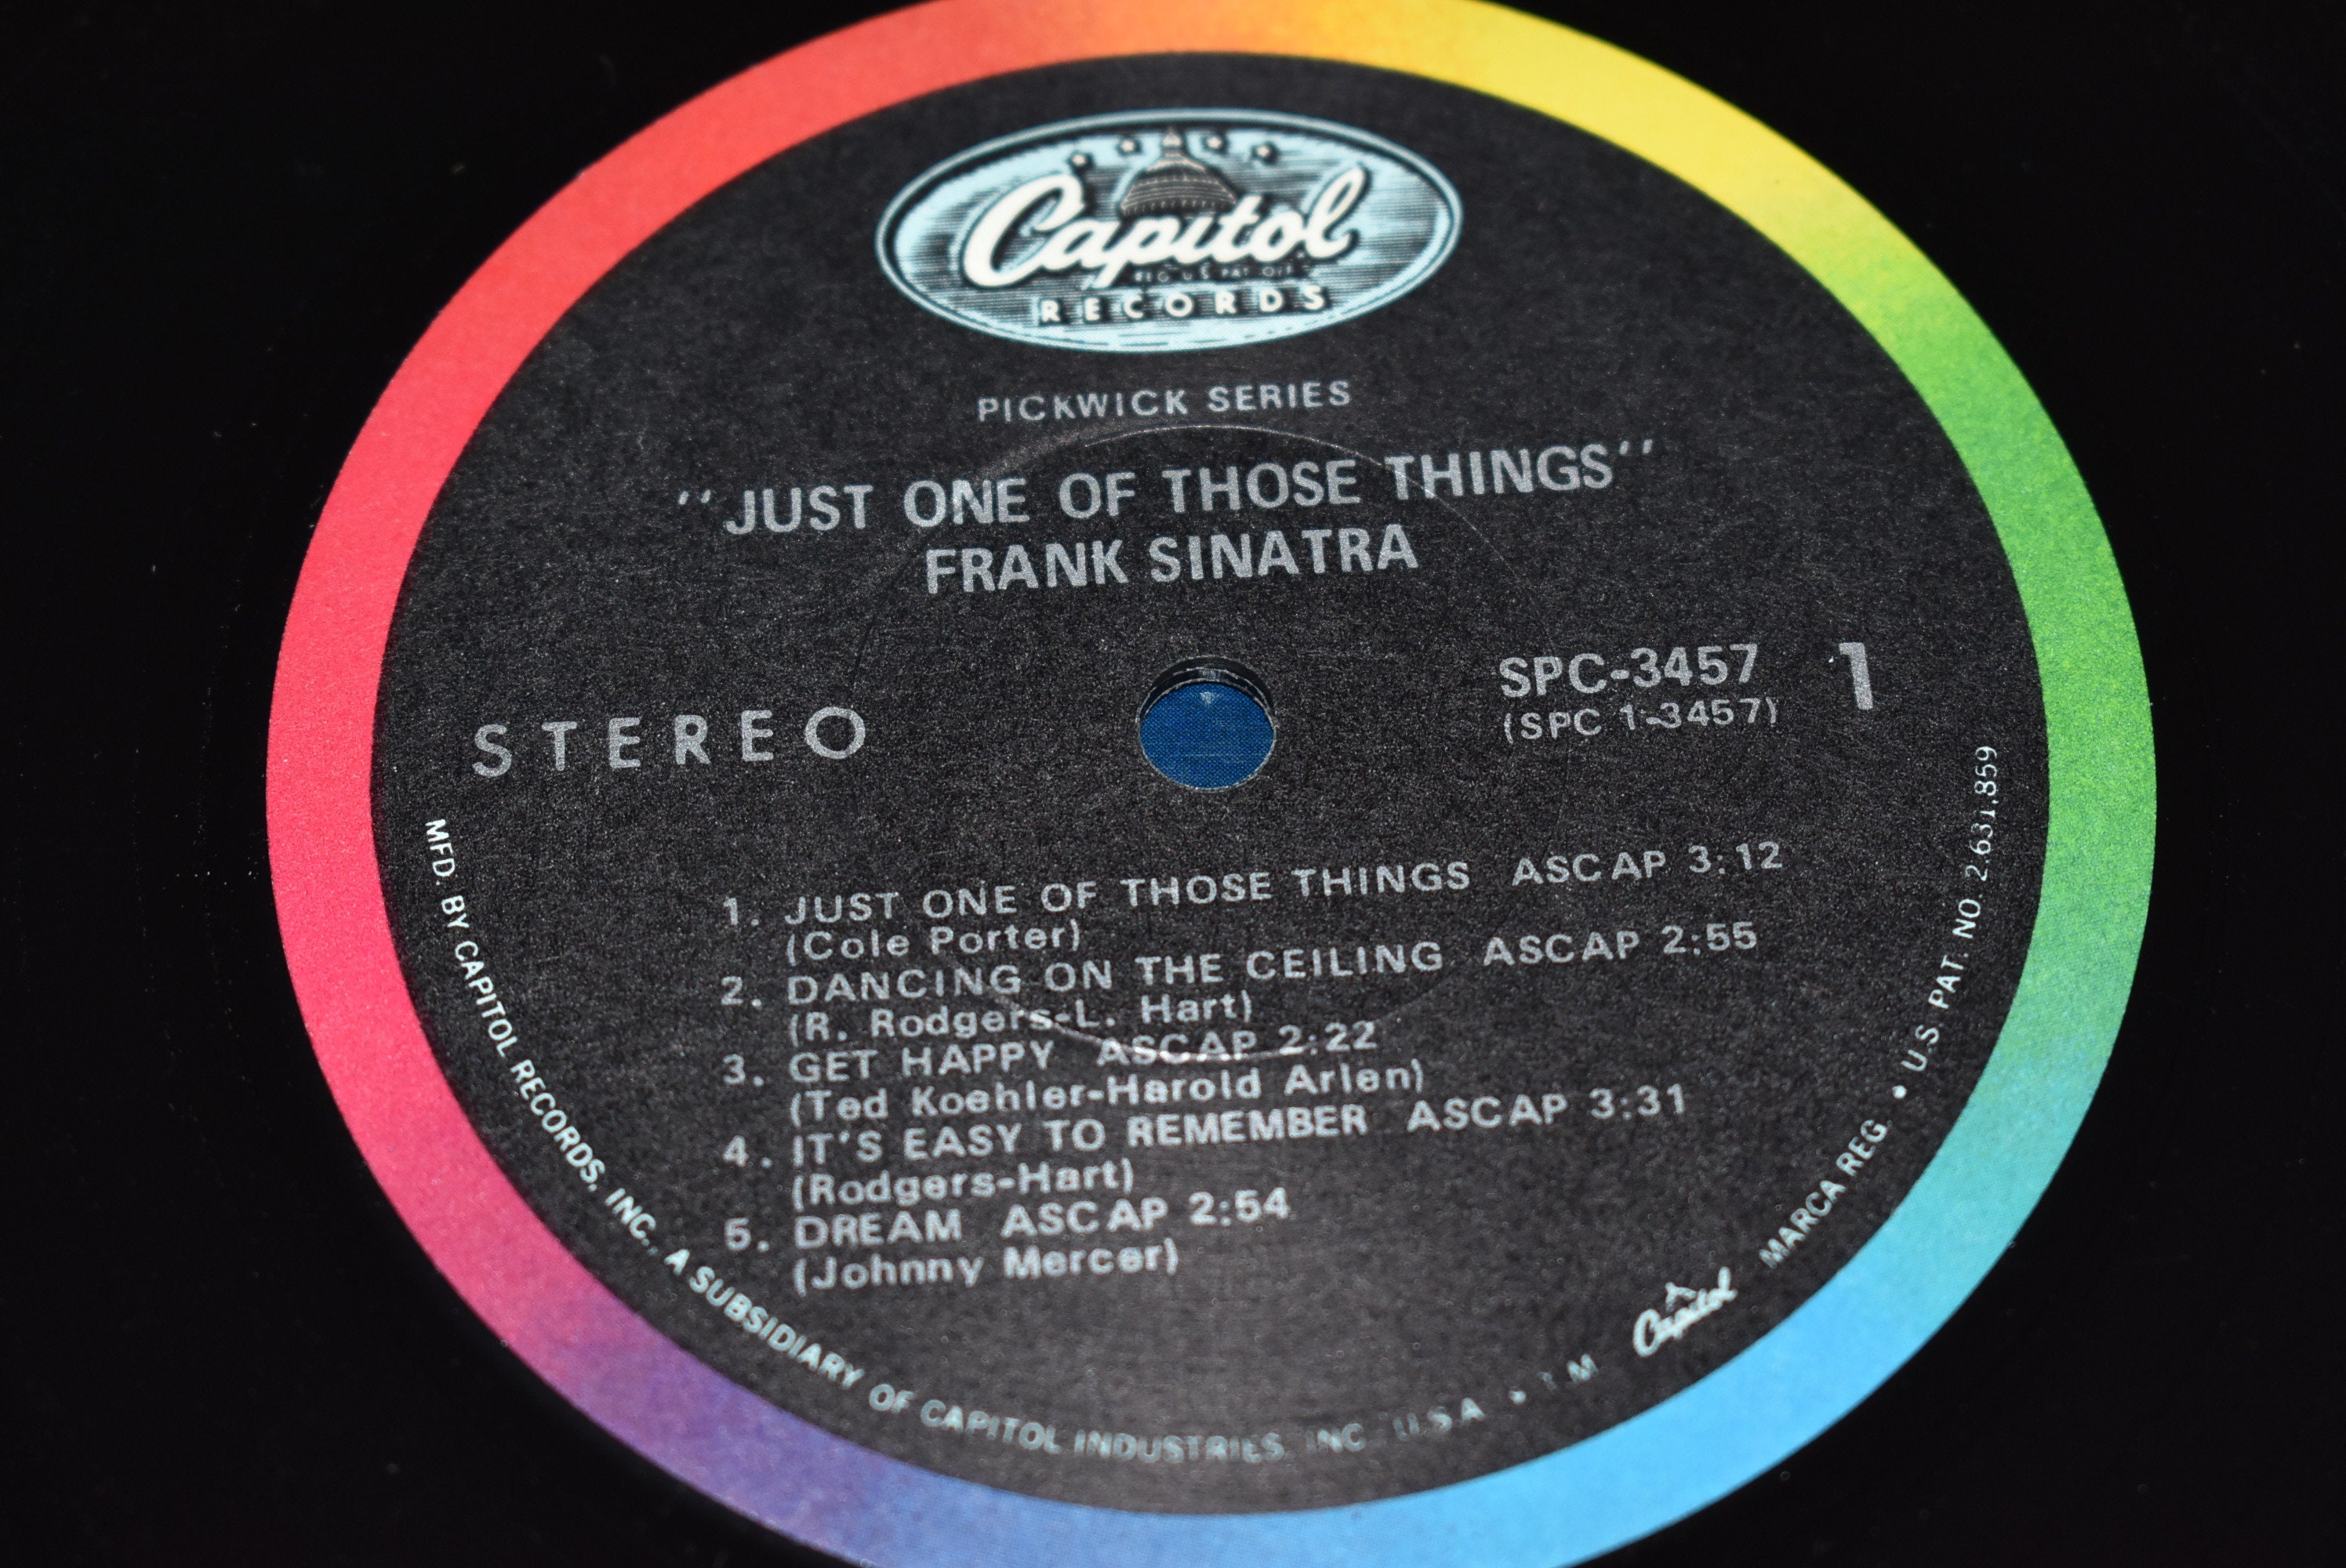 Capitol
REG. U.S. PAT. OFF.
RECORDS
PICKWICK SERIES
"JUST ONE OF THOSE THINGS"
FRANK SINATRA
STEREO
SPC-3457
(SPC 1-3457)
1
1. JUST ONE OF THOSE THINGS ASCAP 3:12
(Cole Porter)
2. DANCING ON THE CEILING ASCAP 2:55
(R. Rodgers-L. Hart)
3. GET HAPPY ASCAP 2:22
(Ted Koehler-Harold Arlen)
4. IT'S EASY TO REMEMBER ASCAP 3:31
(Rodgers-Hart)
5. DREAM ASCAP 2:54
(Johnny Mercer)
MFD. BY CAPITOL RECORDS, INC., A SUBSIDIARY OF CAPITOL INDUSTRIES, INC. U.S.A. • T.M. Capitol MARCA REG. • U.S. PAT. NO. 2,631,859